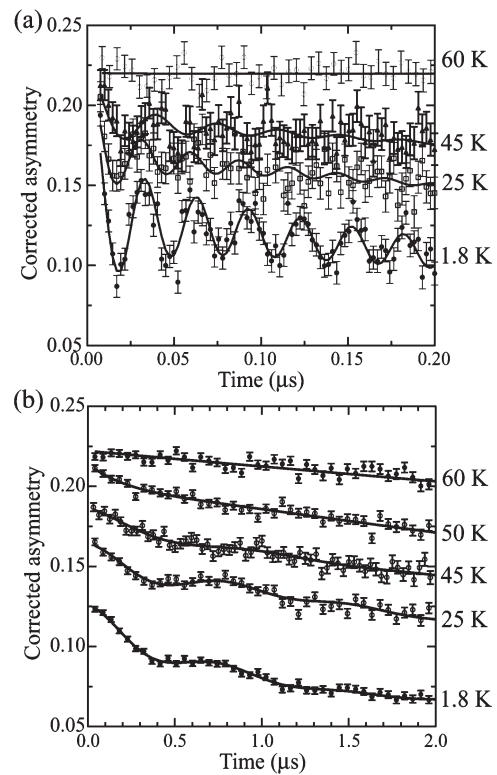 (a)
0.25
0.20
0.15
0.10
0.05
Corrected asymmetry
60 K
45 K
25 K
1.8 K
0.00 0.05 0.10 0.15 0.20
Time (μs)
(b)
0.25
0.20
0.15
0.10
0.05
Corrected asymmetry
60 K
50 K
45 K
25 K
1.8 K
0.0 0.5 1.0 1.5 2.0
Time (μs)